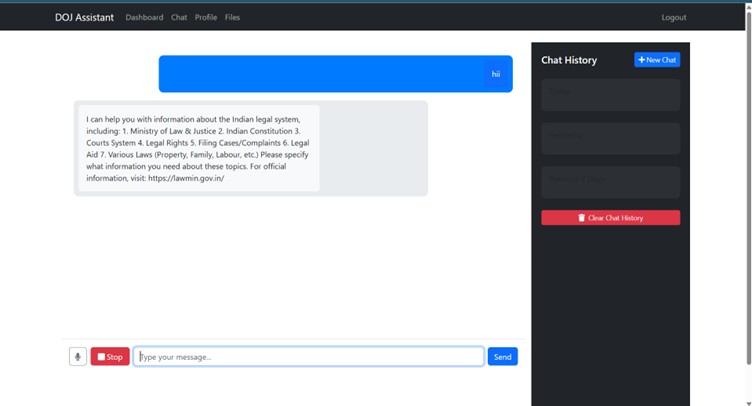 DOJ Assistant Dashboard Chat Profile Files Logout
hii
I can help you with information about the Indian legal system,
including: 1. Ministry of Law & Justice 2. Indian Constitution 3.
Courts System 4. Legal Rights 5. Filing Cases/Complaints 6. Legal
Aid 7. Various Laws (Property, Family, Labour, etc.) Please specify
what information you need about these topics. For official
information, visit: https://lawmin.gov.in/
Stop
Type your message...
Send
Chat History
New Chat
Clear Chat History